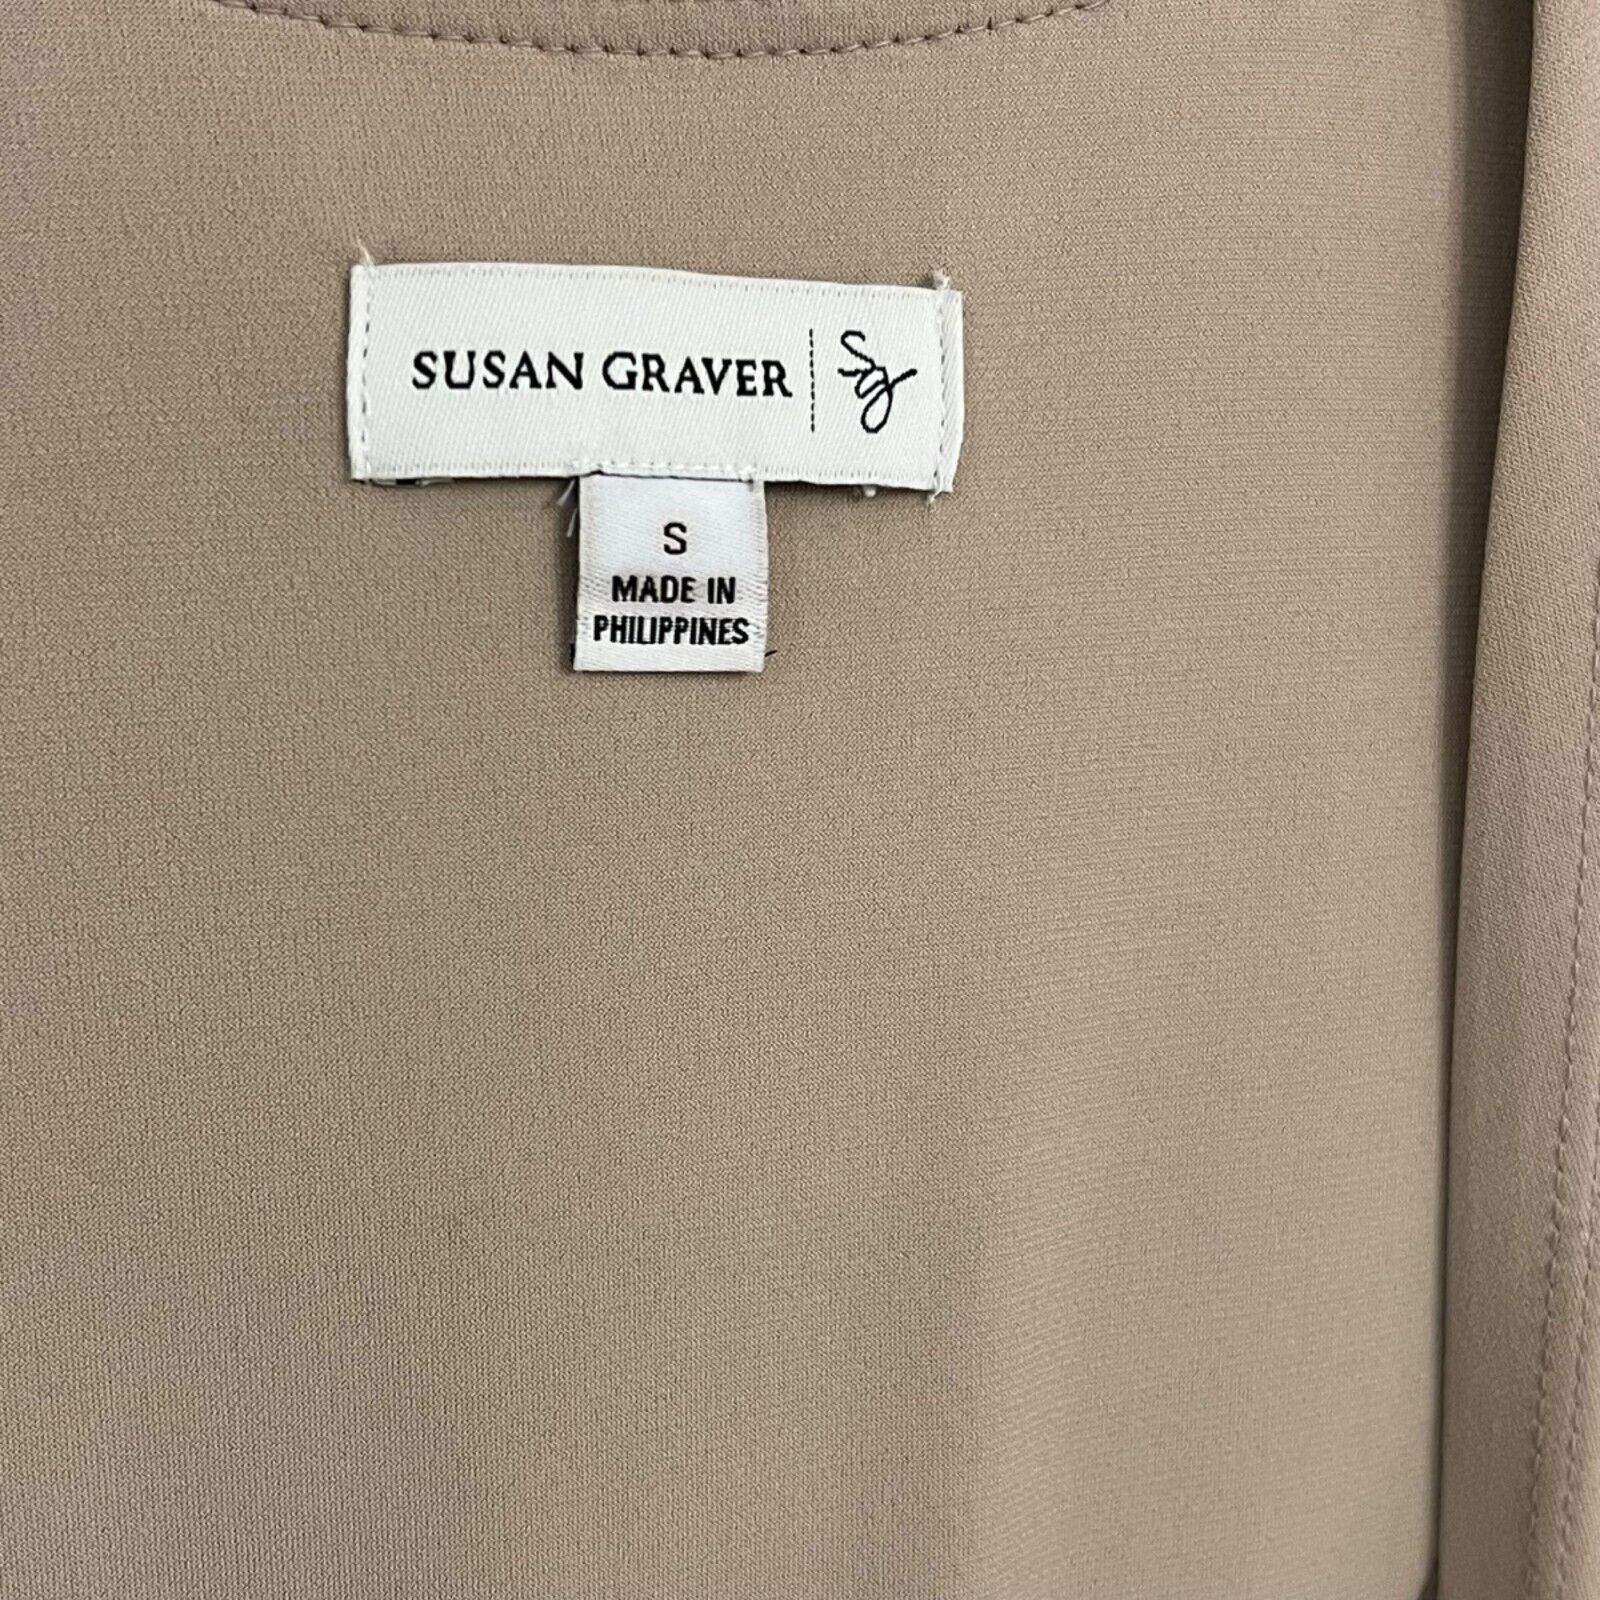 SUSAN GRAVER | Sg
S
MADE IN
PHILIPPINES